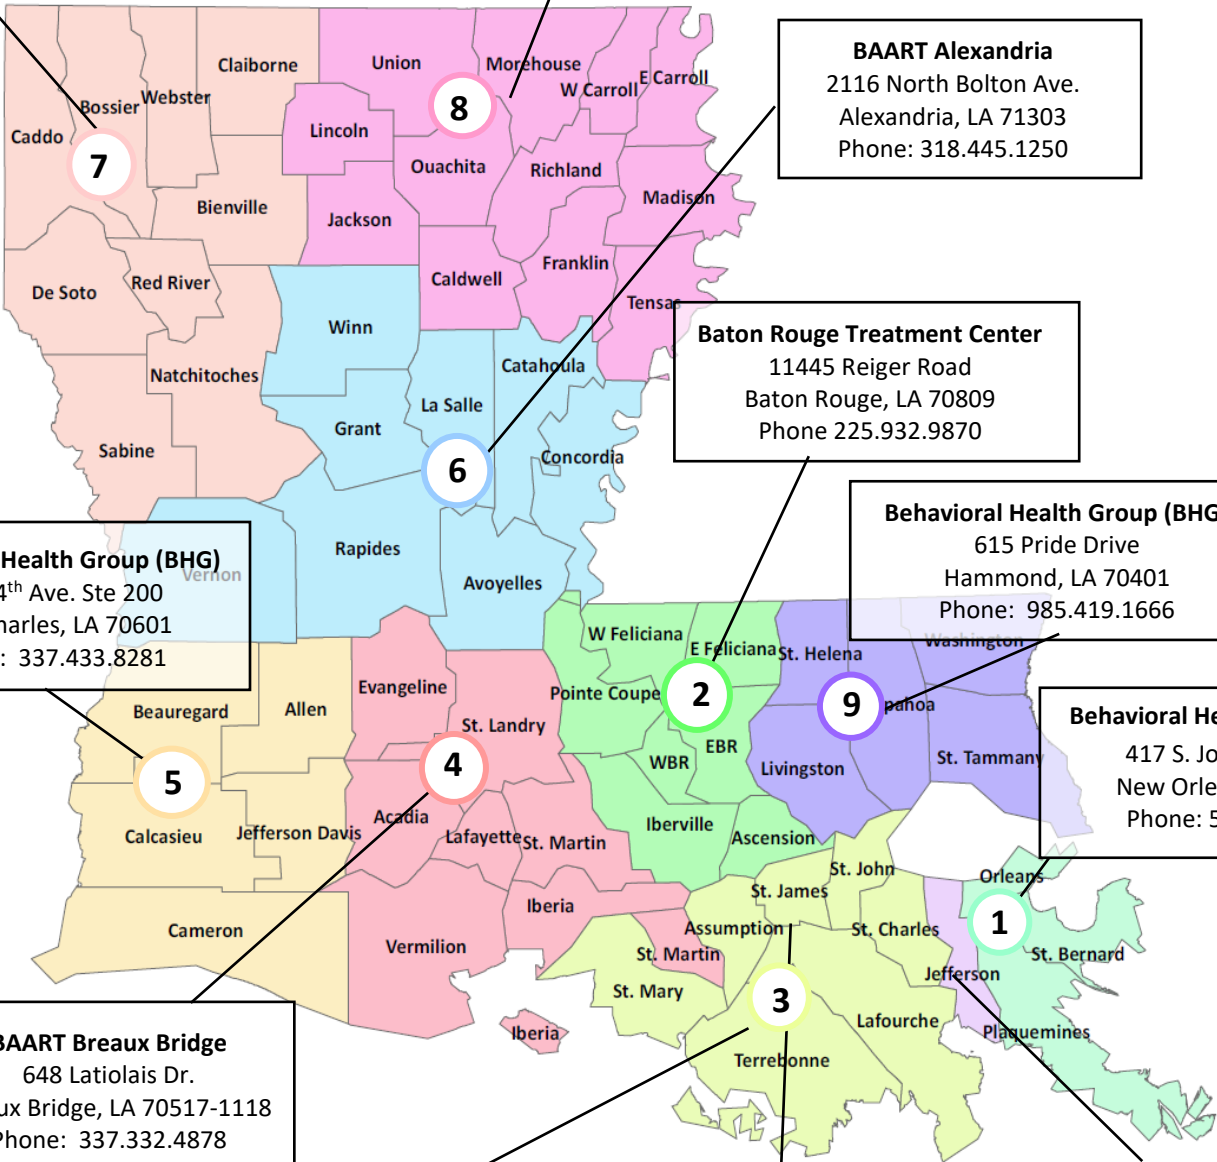 BAART Alexandria
2116 North Bolton Ave.
Alexandria, LA 71303
Phone: 318.445.1250
Claiborne
Union
Morehouse
E Carroll
W Carroll
Webster
Bossier
8
Caddo
Lincoln
7
Ouachita
Richland
Madison
Bienville
Jackson
Franklin
Caldwell
Red River
De Soto
Tensas
Winn
Baton Rouge Treatment Center
11445 Reiger Road
Baton Rouge, LA 70809
Phone 225.932.9870
Catahoula
Natchitoches
La Salle
Grant
Sabine
Concordia
6
Behavioral Health Group (BHG
615 Pride Drive
Hammond, LA 70401
Phone: 985.419.1666
Rapides
Health Group (BHG)
4th Ave. Ste 200
harles, LA 70601
: 337.433.8281
Vernon
Avoyelles
W Feliciana
E Feliciana
St. Helena
Washington
Evangeline
Pointe Coupe
2
9
pahoa
Beauregard
Allen
St. Landry
Behavioral He
417 S. Jo
New Orle
Phone: 5
EBR
WBR
Livingston
St. Tammany
4
5
Acadia
Iberville
Ascension
Calcasieu
Jefferson Davis
Lafayette
St. Martin
St. John
Orleans
St. James
Iberia
1
Cameron
Assumption
St. Charles
Vermilion
St. Martin
St. Bernard
Jefferson
St. Mary
3
Lafourche
Iberia
Plaquemines
Terrebonne
BAART Breaux Bridge
648 Latiolais Dr.
ux Bridge, LA 70517-1118
Phone: 337.332.4878